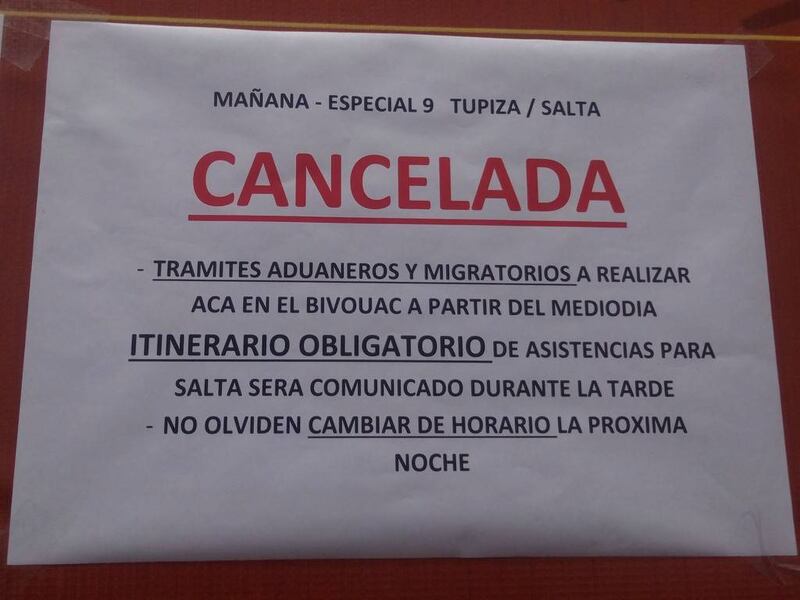 MAÑANA - ESPECIAL 9 TUPIZA / SALTA
CANCELADA
- TRAMITES ADUANEROS Y MIGRATORIOS A REALIZAR
ACA EN EL BIVOUAC A PARTIR DEL MEDIODIA
ITINERARIO OBLIGATORIO DE ASISTENCIAS PARA
SALTA SERA COMUNICADO DURANTE LA TARDE
- NO OLVIDEN CAMBIAR DE HORARIO LA PROXIMA
NOCHE